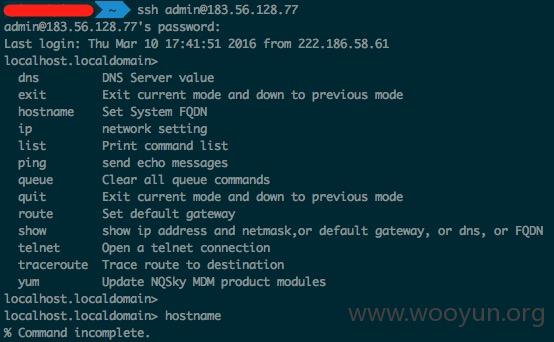 ~ ssh admin@183.56.128.77
admin@183.56.128.77's password:
Last login: Thu Mar 10 17:41:51 2016 from 222.186.58.61
localhost.localdomain>
dns DNS Server value
exit Exit current mode and down to previous mode
hostname Set System FQDN
ip network setting
list Print command list
ping send echo messages
queue Clear all queue commands
quit Exit current mode and down to previous mode
route Set default gateway
show show ip address and netmask,or default gateway, or dns, or FQDN
telnet Open a telnet connection
traceroute Trace route to destination
yum Update NQSky MDM product modules
localhost.localdomain>
localhost.localdomain> hostname
% Command incomplete.
www.wooyun.org